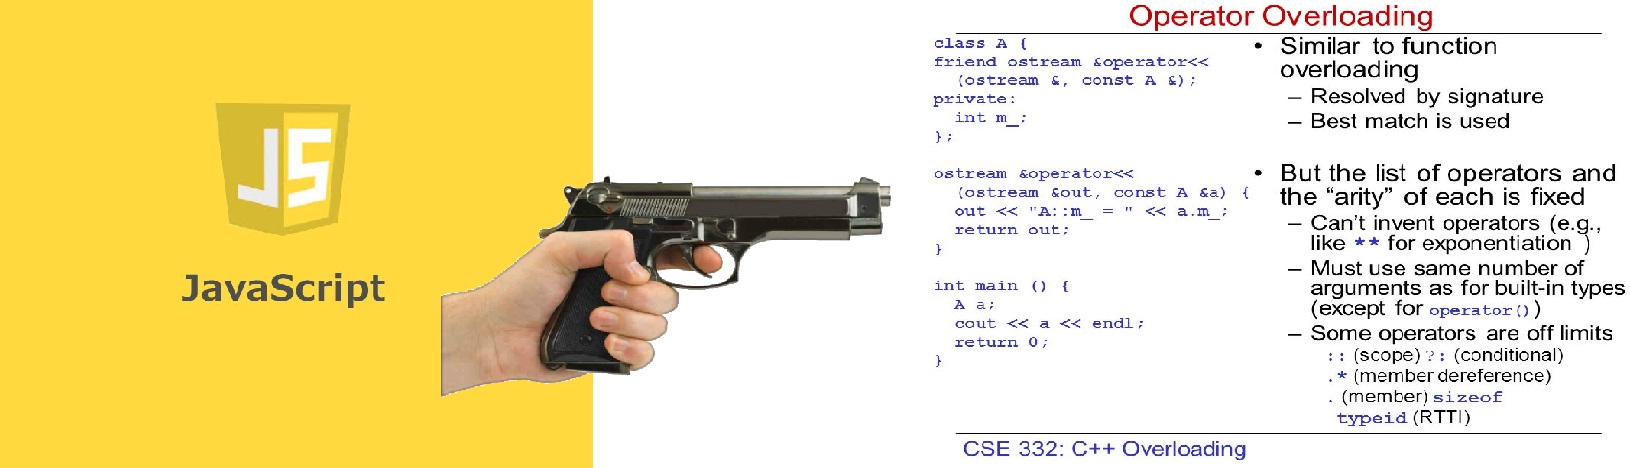 JS
JavaScript
Operator Overloading
class A {
friend ostream &operator<<
(ostream &, const A &);
private:
int m_;
};
ostream &operator<<
(ostream &out, const A &a) {
out << "A::m_ = " << a.m_;
return out;
}
int main () {
A a;
cout << a << endl;
return 0;
}
• Similar to function
overloading
– Resolved by signature
– Best match is used
• But the list of operators and
the “arity” of each is fixed
– Can’t invent operators (e.g.,
like ** for exponentiation )
– Must use same number of
arguments as for built-in types
(except for operator())
– Some operators are off limits
:: (scope) ?: (conditional)
.* (member dereference)
. (member) sizeof
typeid (RTTI)
CSE 332: C++ Overloading